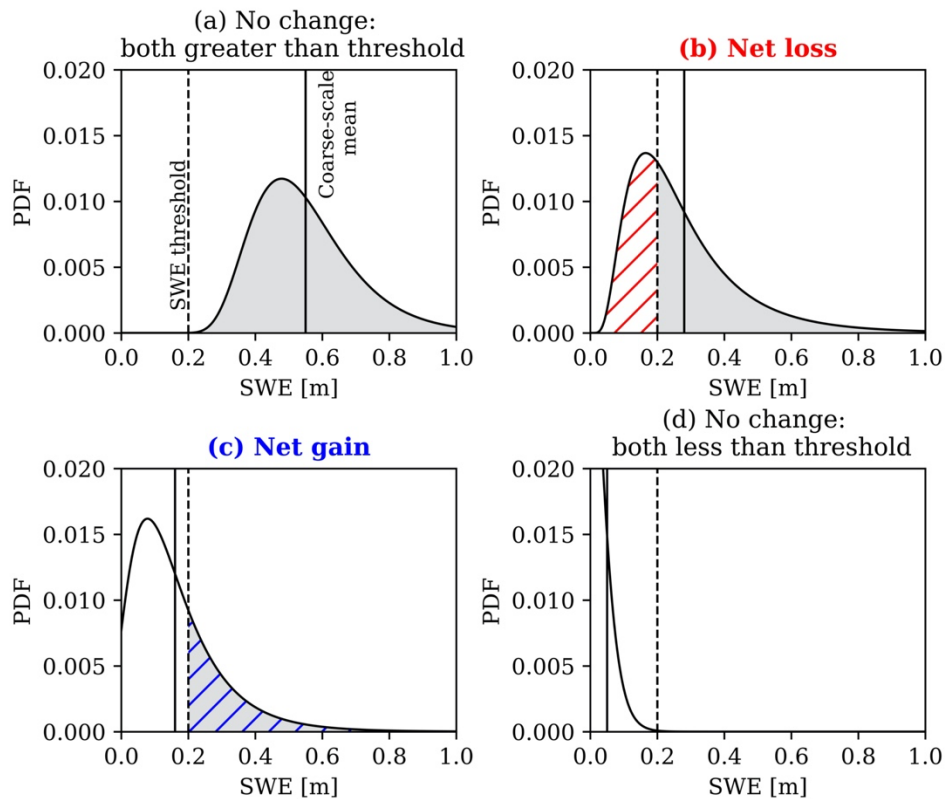 (a) No change:
both greater than threshold
0.020
0.015
0.010
0.005
0.000
PDF
SWE threshold
Coarse-scale
mean
0.0 0.2 0.4 0.6 0.8 1.0
SWE [m]
(b) Net loss
0.020
0.015
0.010
0.005
0.000
PDF
0.0 0.2 0.4 0.6 0.8 1.0
SWE [m]
(c) Net gain
0.020
0.015
0.010
0.005
0.000
PDF
0.0 0.2 0.4 0.6 0.8 1.0
SWE [m]
(d) No change:
both less than threshold
0.020
0.015
0.010
0.005
0.000
PDF
0.0 0.2 0.4 0.6 0.8 1.0
SWE [m]